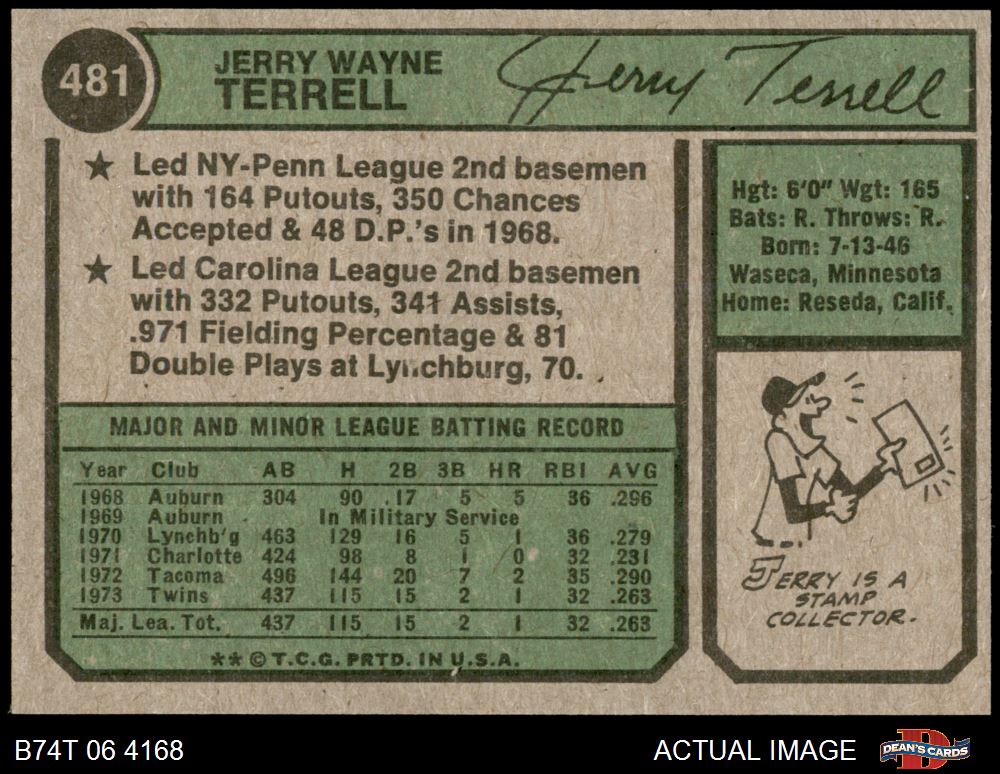 481
JERRY WAYNE
TERRELL
Jerry Terrell
★ Led NY-Penn League 2nd basemen
with 164 Putouts, 350 Chances
Accepted & 48 D.P.'s in 1968.
★ Led Carolina League 2nd basemen
with 332 Putouts, 341 Assists,
.971 Fielding Percentage & 81
Double Plays at Lynchburg, 70.
Hgt: 6'0" Wgt: 165
Bats: R. Throws: R.
Born: 7-13-46
Waseca, Minnesota
Home: Reseda, Calif.
MAJOR AND MINOR LEAGUE BATTING RECORD
Year Club AB H 2B 3B HR RBI AVG
1968 Auburn 304 90 17 5 5 36 .296
1969 Auburn In Military Service
1970 Lynchb'g 463 129 16 5 1 36 .279
1971 Charlotte 424 98 8 1 0 32 .231
1972 Tacoma 496 144 20 7 2 35 .290
1973 Twins 437 115 15 2 1 32 .263
Maj. Lea. Tot. 437 115 15 2 1 32 .263
** © T.C.G. PRTD. IN U.S.A.
JERRY IS A
STAMP
COLLECTOR.
B74T 06 4168
ACTUAL IMAGE
DEAN'S CARDS